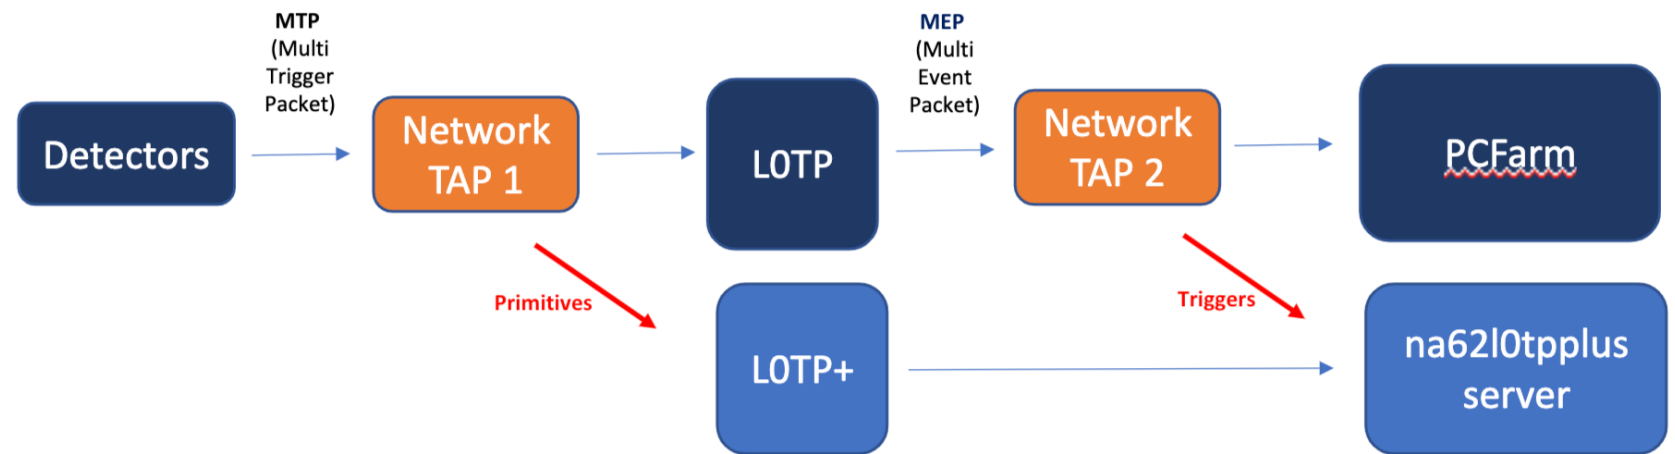 MTP
(Multi
Trigger
Packet)
MEP
(Multi
Event
Packet)
Detectors
Network
TAP 1
L0TP
Network
TAP 2
PCFarm
Primitives
Triggers
L0TP+
na62l0tpplus
server